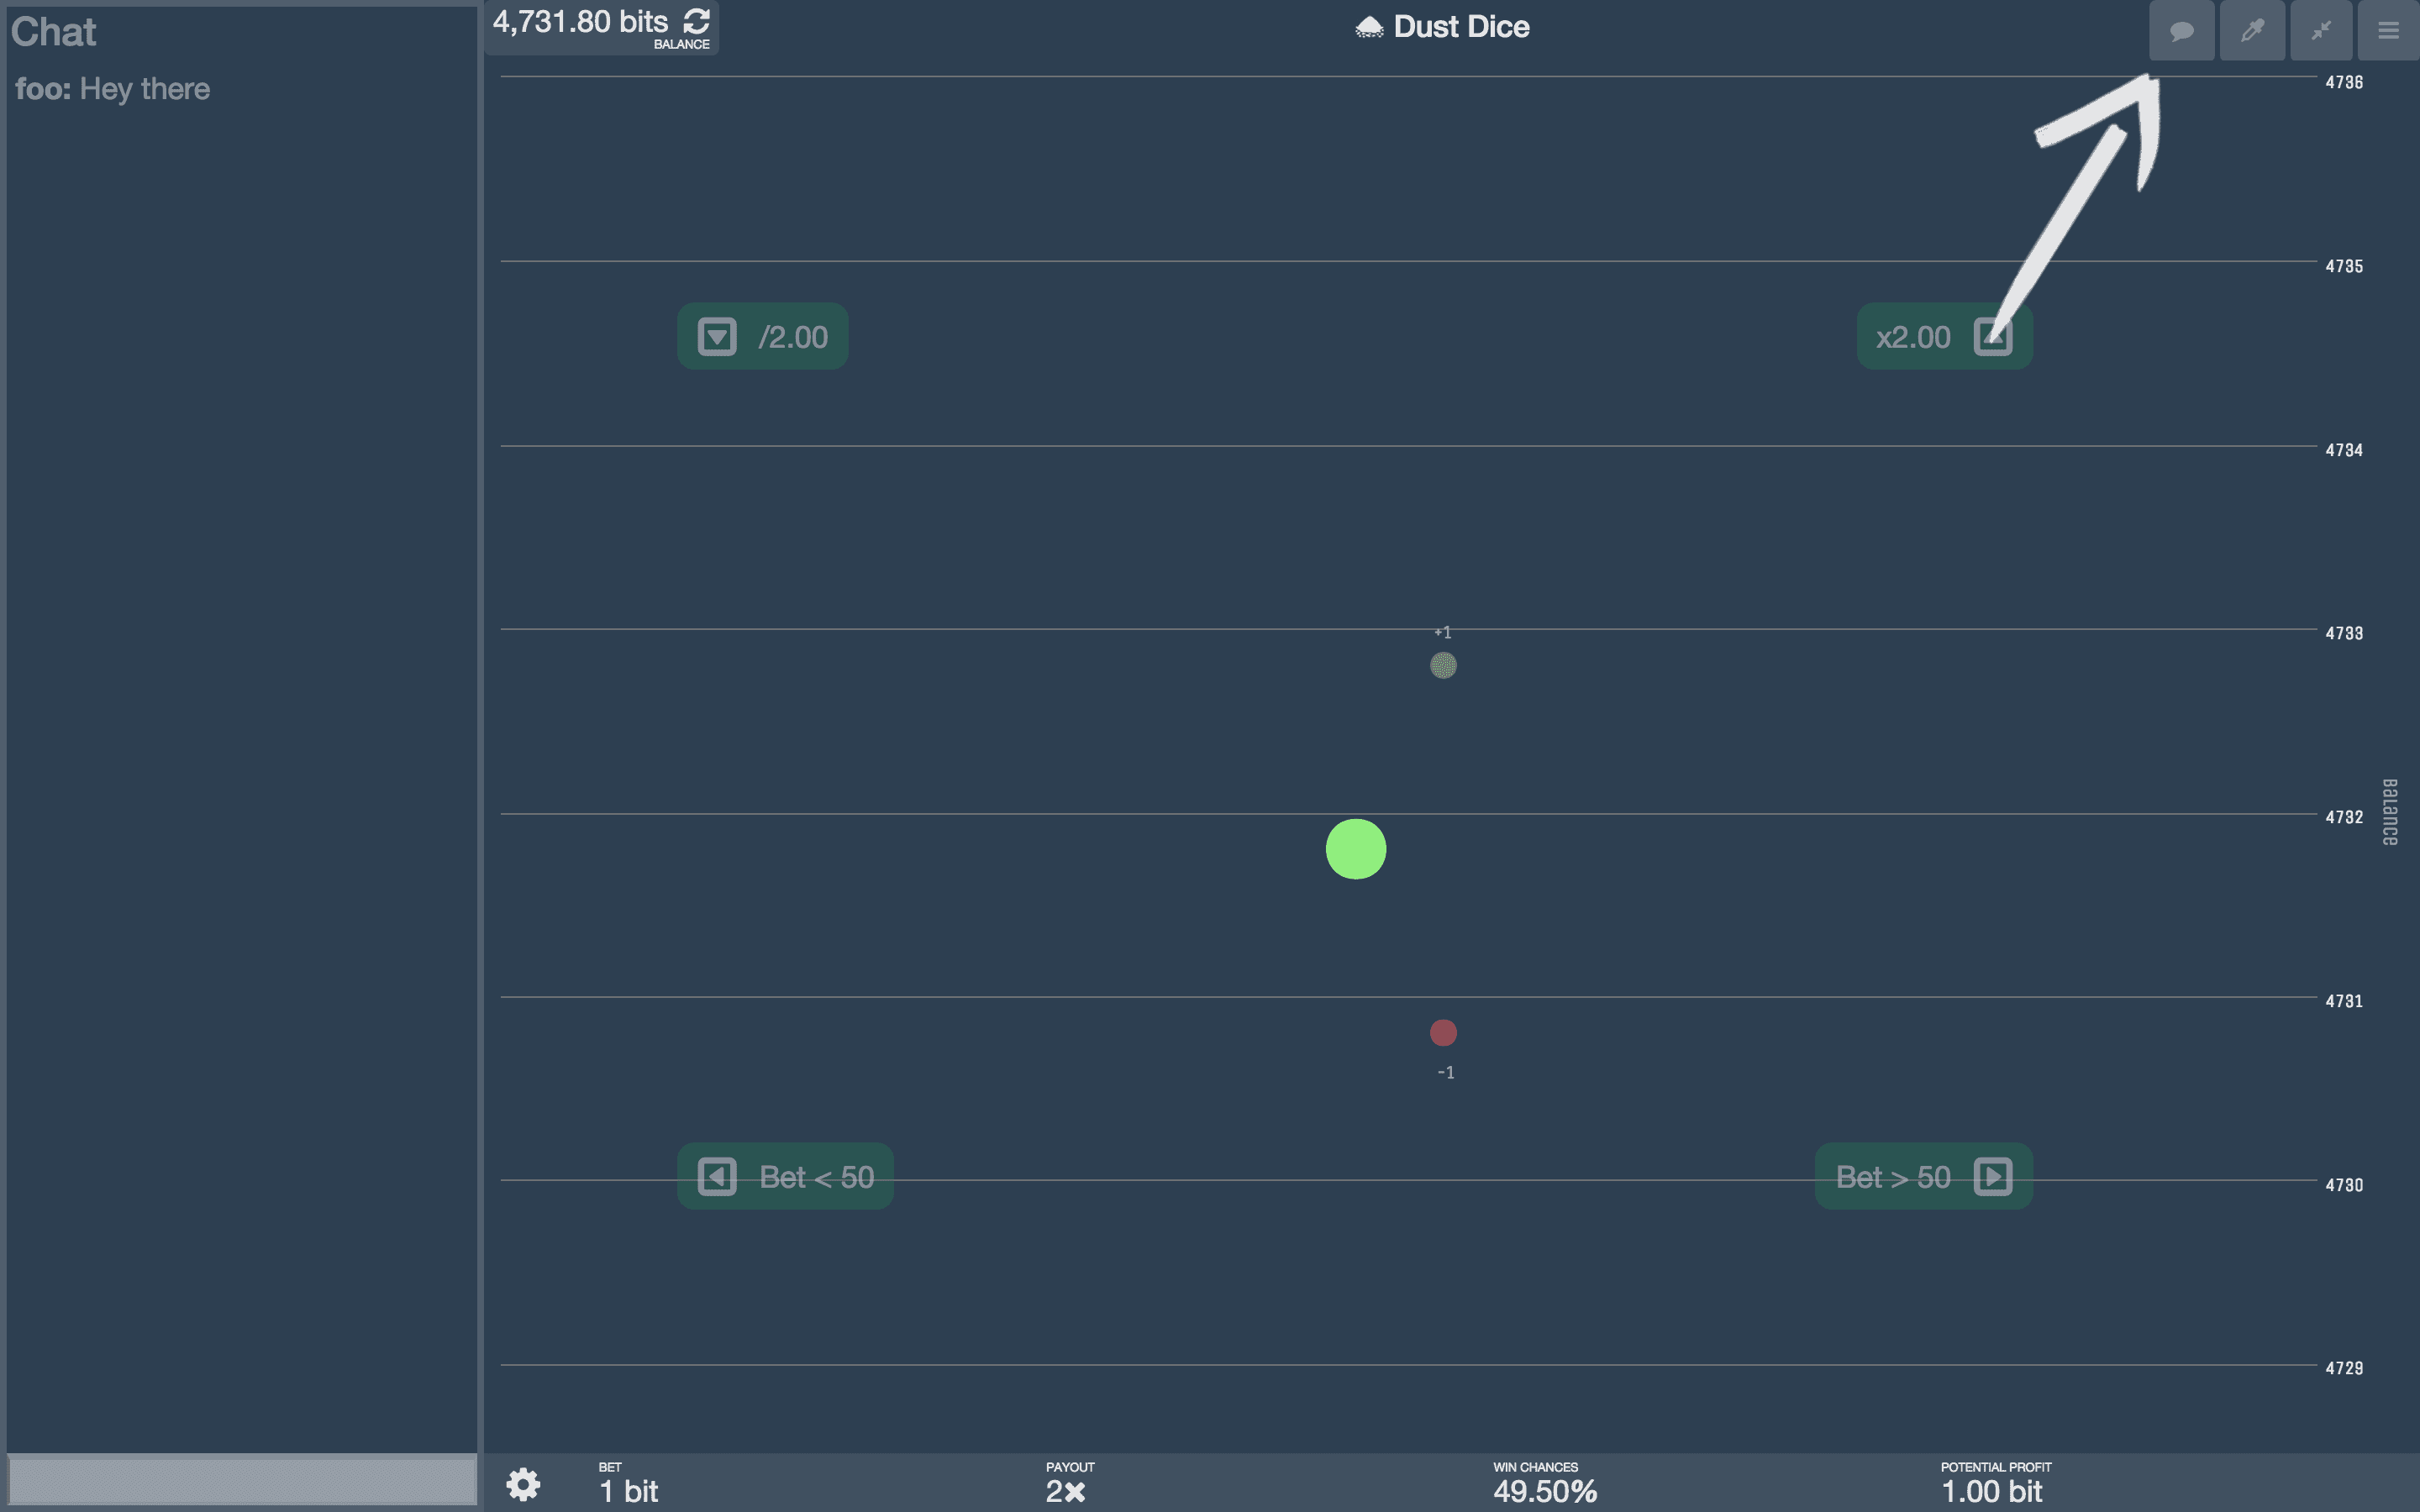 Chat
foo: Hey there
4,731.80 bits
BALANCE
Dust Dice
4736
4735
/2.00
x2.00
4734
4733
+1
4732
Balance
4731
-1
Bet < 50
Bet > 50
4730
4729
BET
1 bit
PAYOUT
2✖
WIN CHANCES
49.50%
POTENTIAL PROFIT
1.00 bit